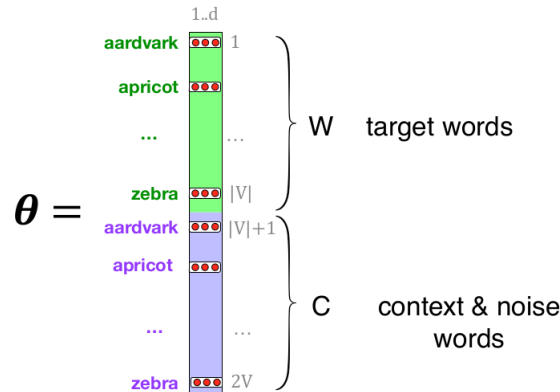 1..d
aardvark 1
apricot
... ...
zebra |V|
W target words
θ =
aardvark |V|+1
apricot
... ...
zebra 2V
C context & noise
words